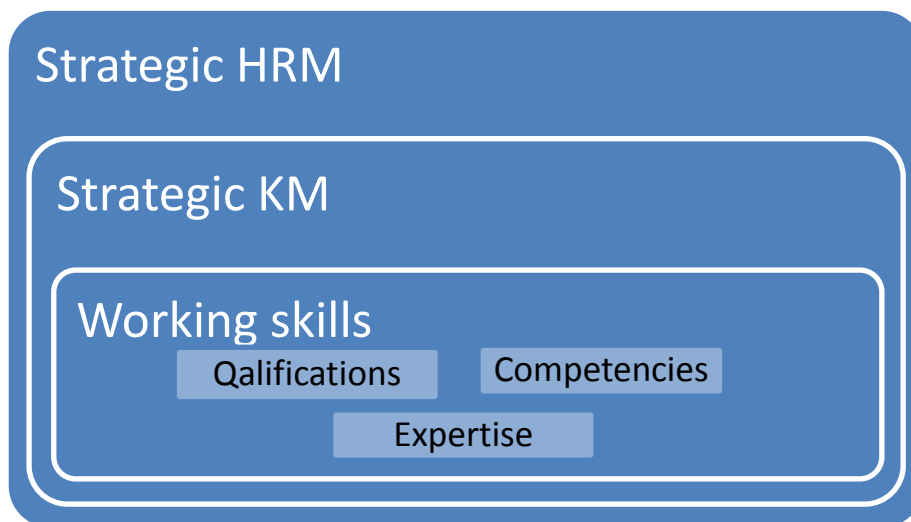 Strategic HRM
Strategic KM
Working skills
Qalifications
Competencies
Expertise